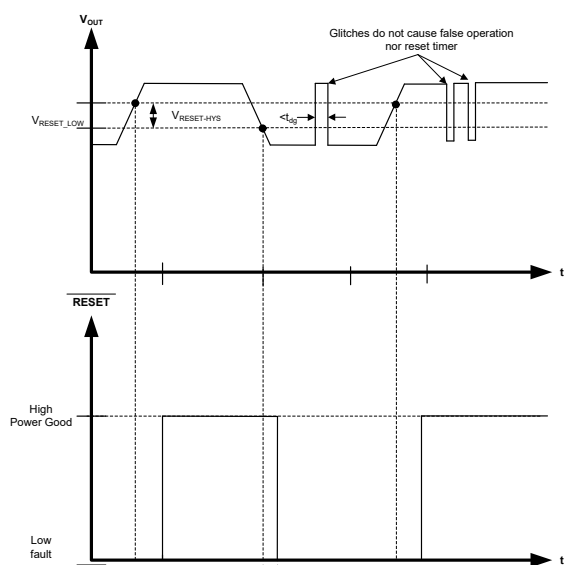 VOUT
Glitches do not cause false operation
nor reset timer
VRESET_LOW
VRESET-HYS
<tdg
t
RESET
High
Power Good
Low
fault
t